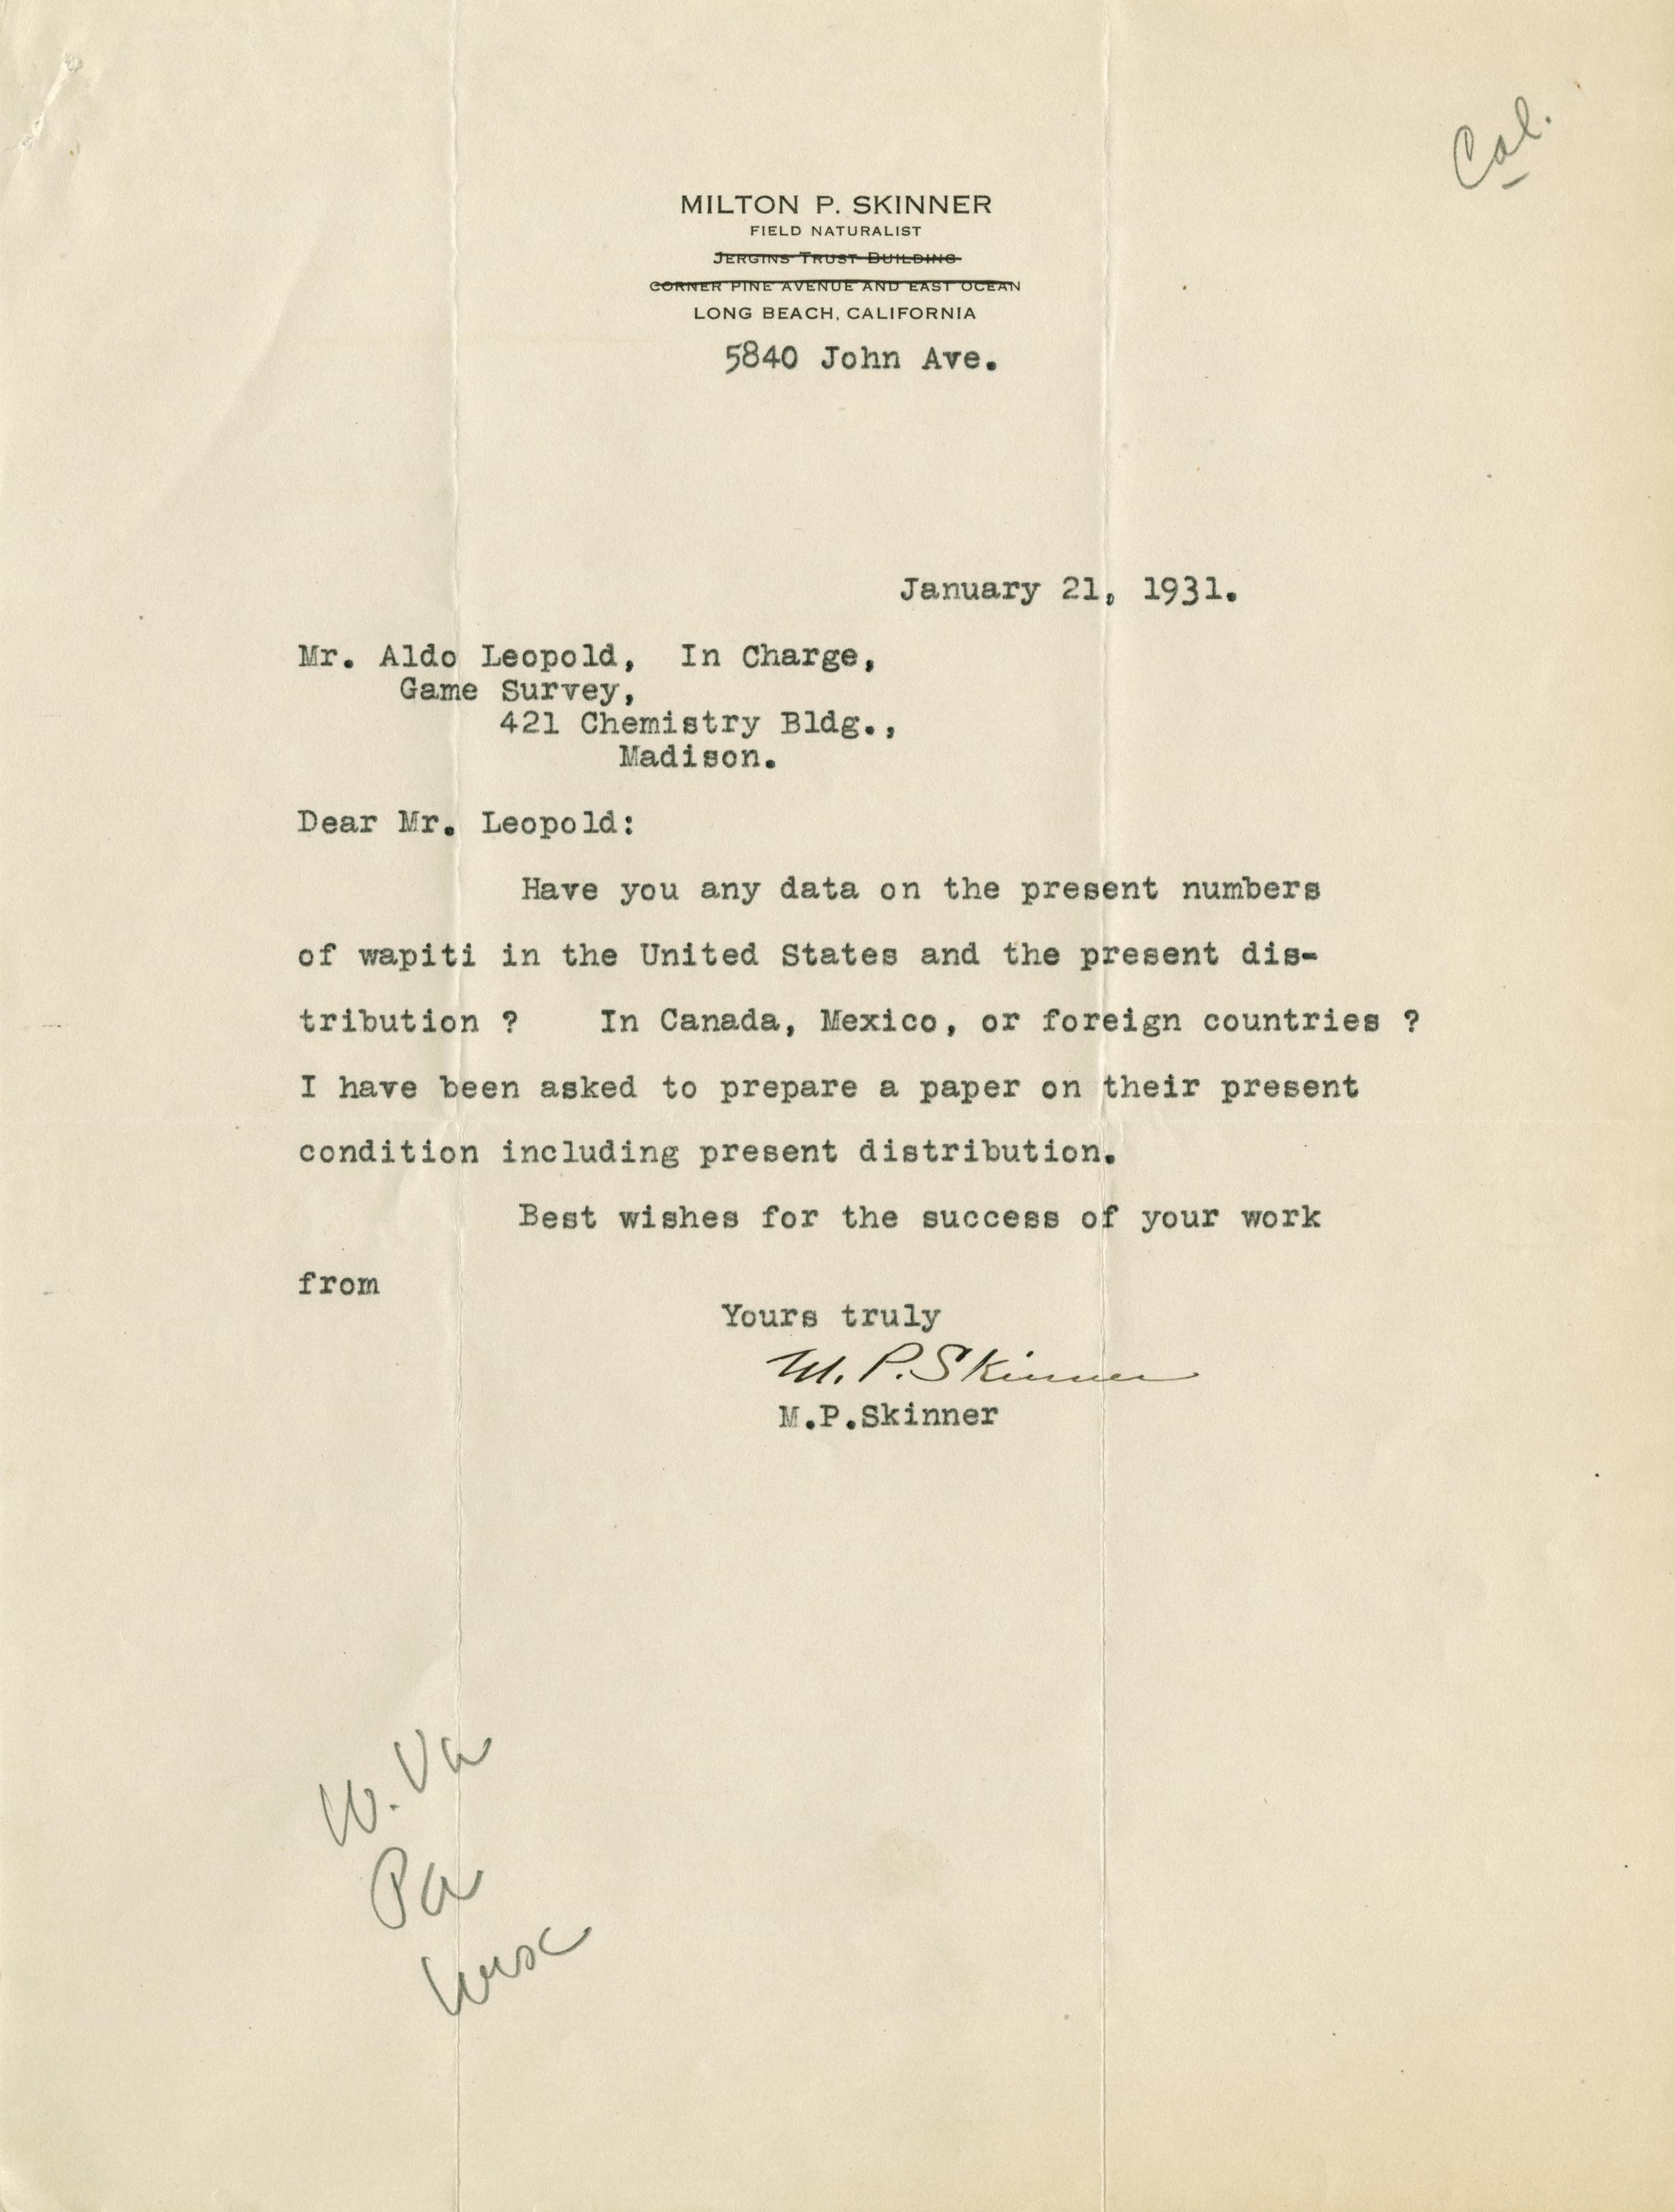 Cal.
MILTON P. SKINNER
FIELD NATURALIST
JERGINS TRUST BUILDING
CORNER PINE AVENUE AND EAST OCEAN
LONG BEACH, CALIFORNIA
5840 John Ave.
January 21, 1931.
Mr. Aldo Leopold, In Charge,
Game Survey,
421 Chemistry Bldg.,
Madison.
Dear Mr. Leopold:
Have you any data on the present numbers
of wapiti in the United States and the present dis-
tribution ? In Canada, Mexico, or foreign countries ?
I have been asked to prepare a paper on their present
condition including present distribution.
Best wishes for the success of your work
from
Yours truly
M. P. Skinner
M.P.Skinner
W. Va
Pa
Wisc